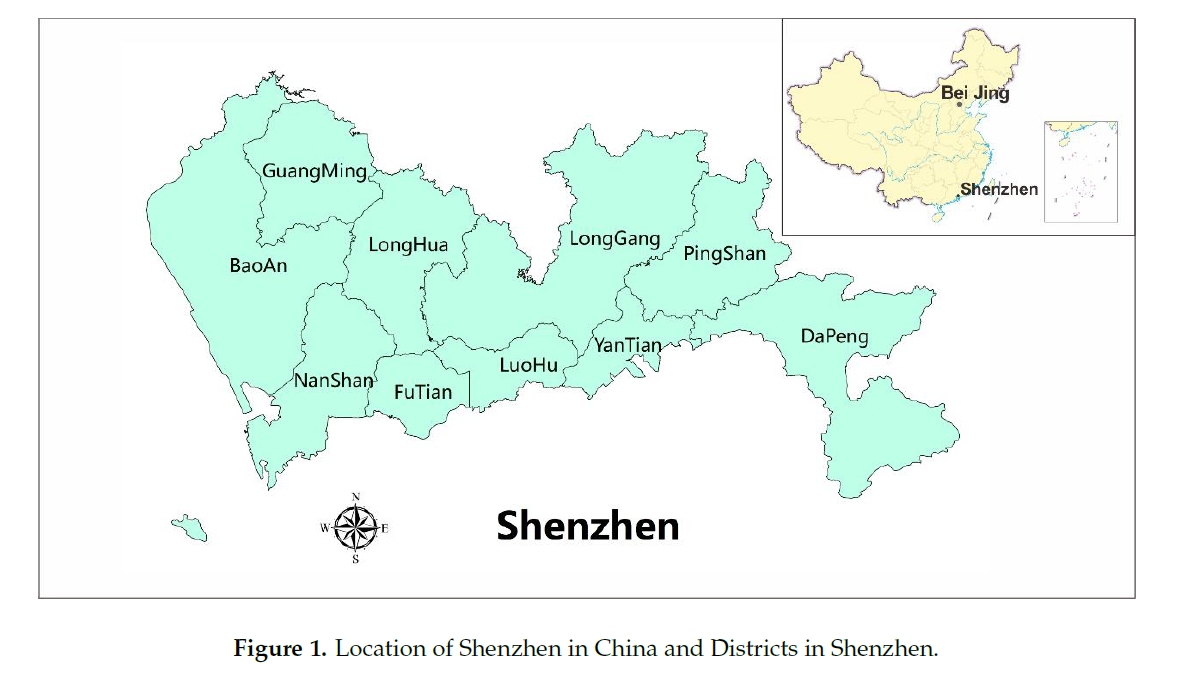 Bei Jing
Shenzhen
GuangMing
LongHua
LongGang
PingShan
BaoAn
DaPeng
YanTian
LuoHu
NanShan
FuTian
N
W E
S
Shenzhen
Figure 1. Location of Shenzhen in China and Districts in Shenzhen.